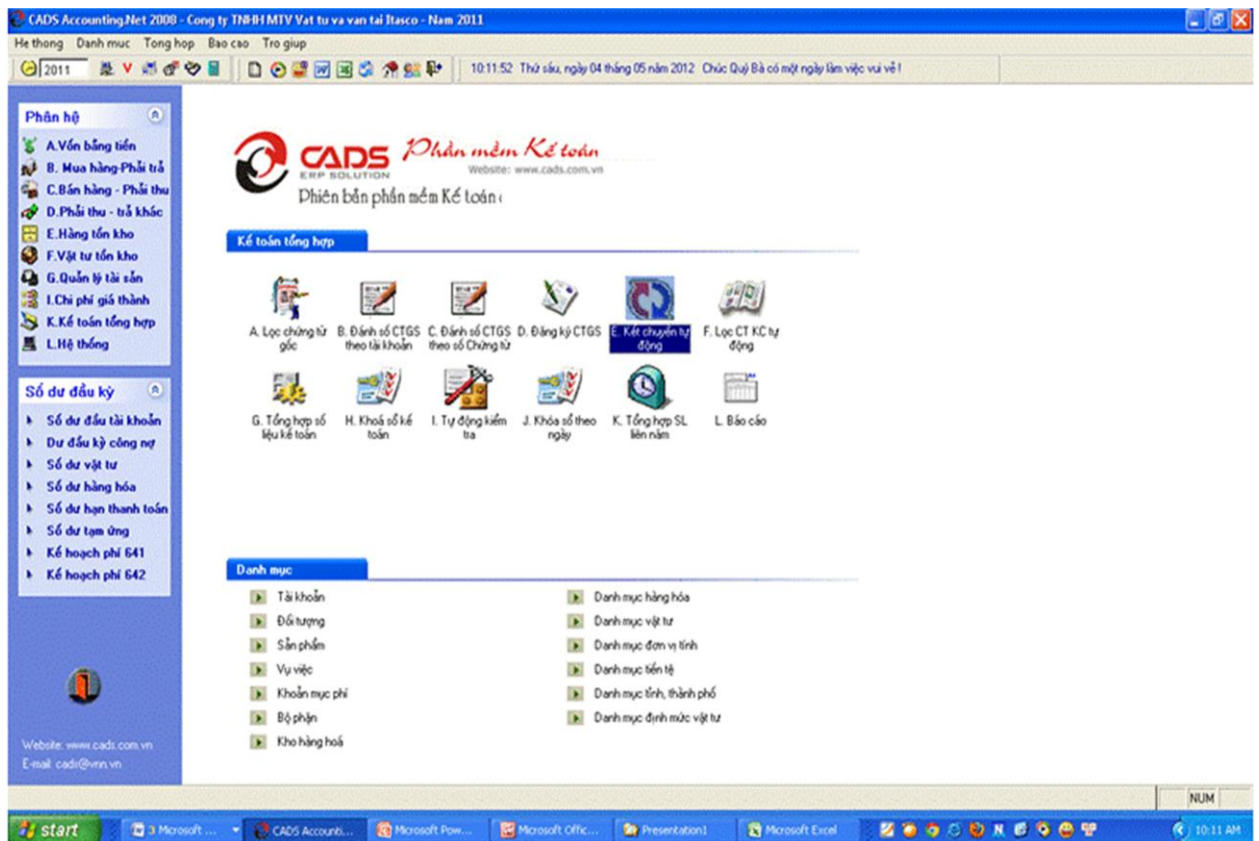 CADS Accounting.Net 2008 - Cong ty TNHH MTV Vat tu va van tai Itasco - Nam 2011
He thong Danh muc Tong hop Bao cao Tro giup
2011
10:11:52 Thứ sáu, ngày 04 tháng 05 năm 2012 Chúc Quý Bà có một ngày làm việc vui vẻ !
Phân hệ
A.Vốn bằng tiền
B. Mua hàng-Phải trả
C.Bán hàng - Phải thu
D.Phải thu - trả khác
E.Hàng tồn kho
F.Vật tư tồn kho
G.Quản lý tài sản
I.Chi phí giá thành
K.Kế toán tổng hợp
L.Hệ thống
Số dư đầu kỳ
Số dư đầu tài khoản
Dư đầu kỳ công nợ
Số dư vật tư
Số dư hàng hóa
Số dư hạn thanh toán
Số dư tạm ứng
Kế hoạch phí 641
Kế hoạch phí 642
Website: www.cads.com.vn
E-mail: cads@vnn.vn
CADS
ERP SOLUTION
Phần mềm Kế toán
Website: www.cads.com.vn
Phiên bản phần mềm Kế toán
Kế toán tổng hợp
A. Lọc chứng từ gốc
B. Đánh số CTGS theo tài khoản
C. Đánh số CTGS theo số Chứng từ
D. Đăng ký CTGS
E. Kết chuyển tự động
F. Lọc CT KC tự động
G. Tổng hợp số liệu kế toán
H. Khoá sổ kế toán
I. Tự động kiểm tra
J. Khóa sổ theo ngày
K. Tổng hợp SL liên năm
L. Báo cáo
Danh mục
Tài khoản
Đối tượng
Sản phẩm
Vụ việc
Khoản mục phí
Bộ phận
Kho hàng hoá
Danh mục hàng hóa
Danh mục vật tư
Danh mục đơn vị tính
Danh mục tiền tệ
Danh mục tỉnh, thành phố
Danh mục định mức vật tư
NUM
start
3 Microsoft ...
CADS Accounti...
Microsoft Pow...
Microsoft Offic...
Presentation1
Microsoft Excel
10:11 AM